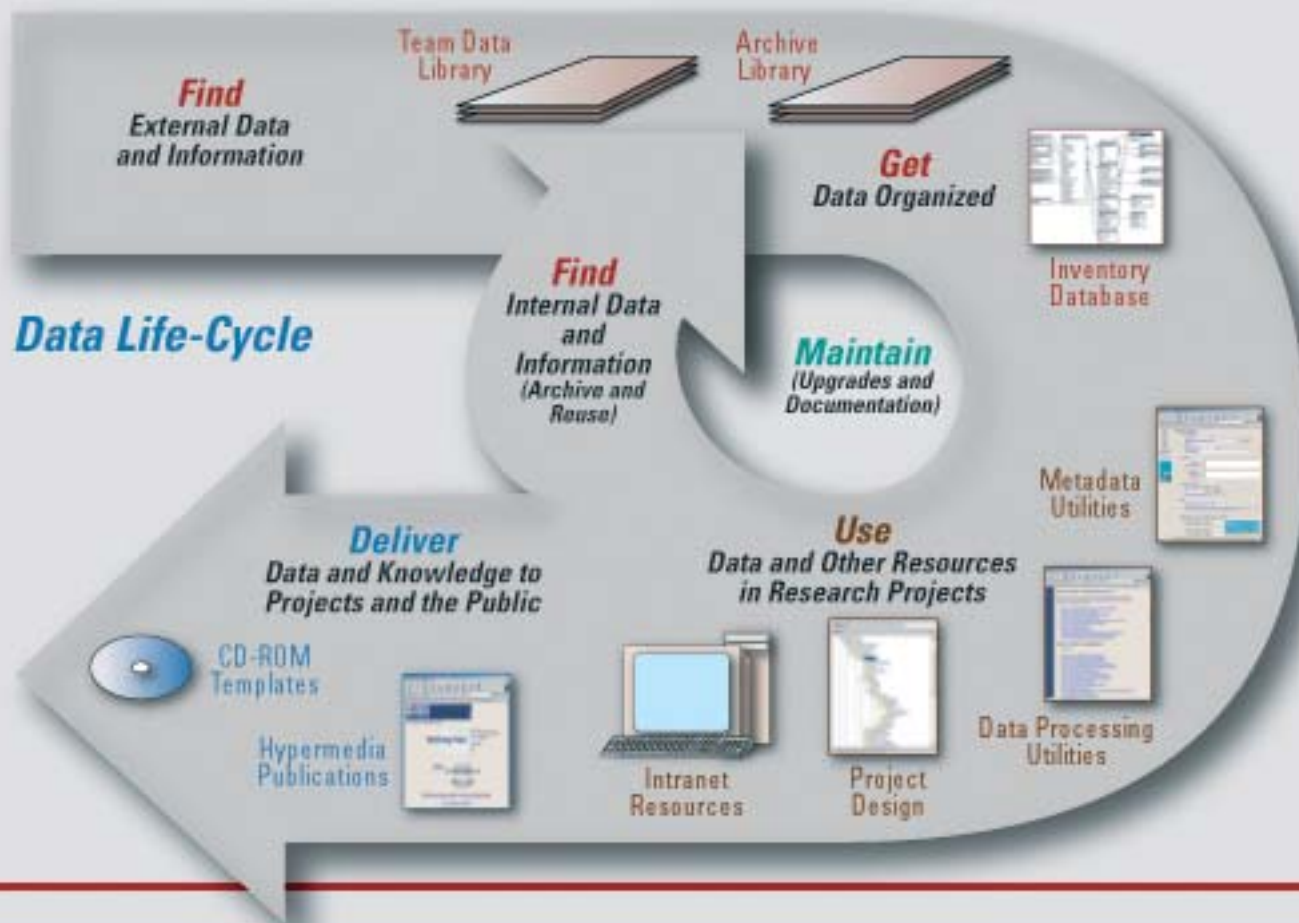 Team Data
Library
Archive
Library
Find
External Data
and Information
Get
Data Organized
Inventory
Database
Find
Internal Data
and
Information
(Archive and
Reuse)
Data Life-Cycle
Maintain
(Upgrades and
Documentation)
Metadata
Utilities
Use
Data and Other Resources
in Research Projects
Deliver
Data and Knowledge to
Projects and the Public
CD-ROM
Templates
Hypermedia
Publications
Intranet
Resources
Project
Design
Data Processing
Utilities